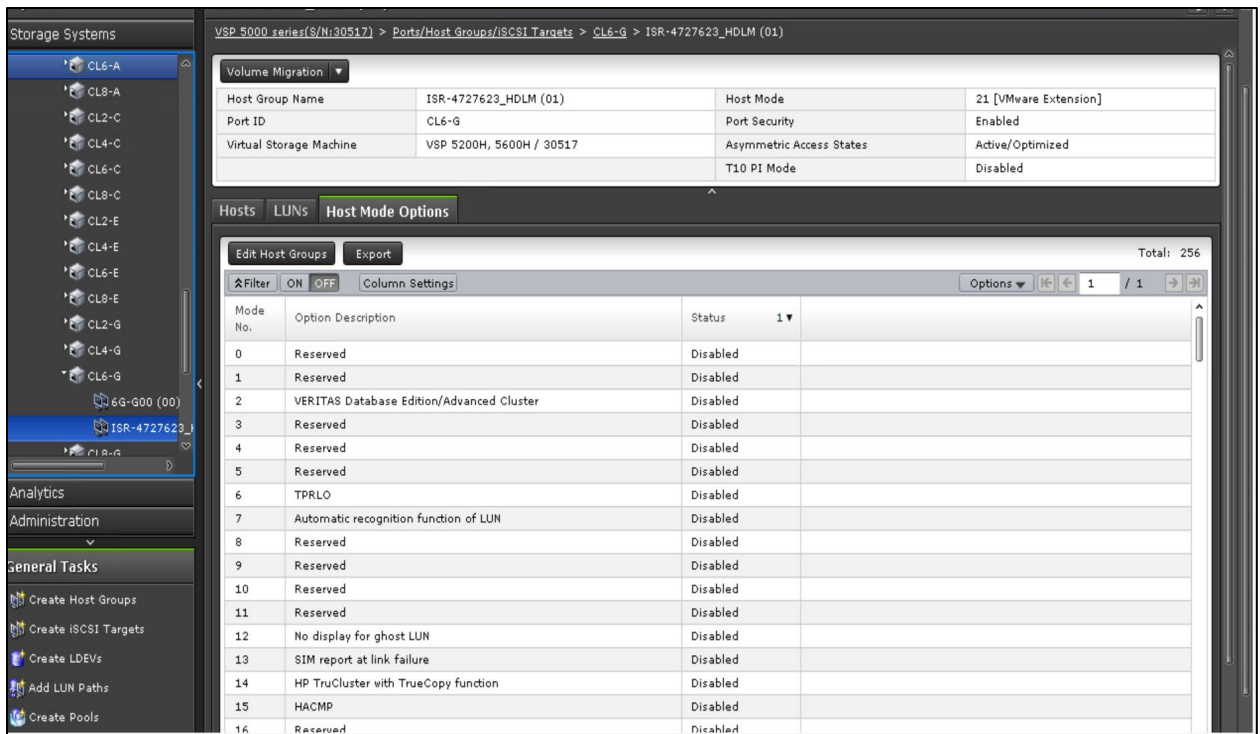 Storage Systems
CL6-A
CL8-A
CL2-C
CL4-C
CL6-C
CL8-C
CL2-E
CL4-E
CL6-E
CL8-E
CL2-G
CL4-G
CL6-G
6G-G00 (00)
ISR-4727623_H
CL8-G
Analytics
Administration
General Tasks
Create Host Groups
Create iSCSI Targets
Create LDEVs
Add LUN Paths
Create Pools
VSP 5000 series(S/N:30517) > Ports/Host Groups/iSCSI Targets > CL6-G > ISR-4727623_HDLM (01)
Volume Migration
Host Group Name ISR-4727623_HDLM (01) Host Mode 21 [VMware Extension]
Port ID CL6-G Port Security Enabled
Virtual Storage Machine VSP 5200H, 5600H / 30517 Asymmetric Access States Active/Optimized
T10 PI Mode Disabled
Hosts LUNs Host Mode Options
Edit Host Groups Export Total: 256
Filter ON OFF Column Settings Options 1 / 1
Mode No. Option Description Status 1
0 Reserved Disabled
1 Reserved Disabled
2 VERITAS Database Edition/Advanced Cluster Disabled
3 Reserved Disabled
4 Reserved Disabled
5 Reserved Disabled
6 TPRLO Disabled
7 Automatic recognition function of LUN Disabled
8 Reserved Disabled
9 Reserved Disabled
10 Reserved Disabled
11 Reserved Disabled
12 No display for ghost LUN Disabled
13 SIM report at link failure Disabled
14 HP TruCluster with TrueCopy function Disabled
15 HACMP Disabled
16 Reserved Disabled